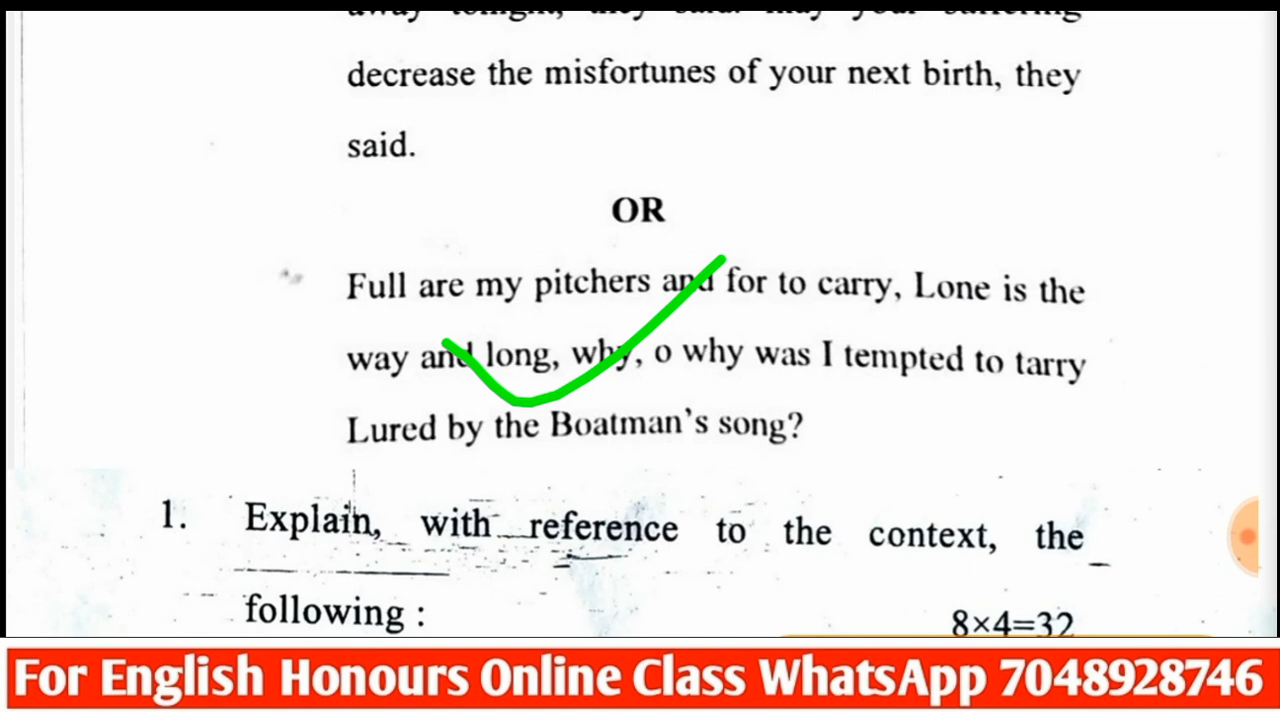 decrease the misfortunes of your next birth, they
said.
OR
Full are my pitchers and for to carry, Lone is the
way and long, why, o why was I tempted to tarry
Lured by the Boatman's song?
1. Explain, with reference to the context, the
following :
8×4=32
For English Honours Online Class WhatsApp 7048928746